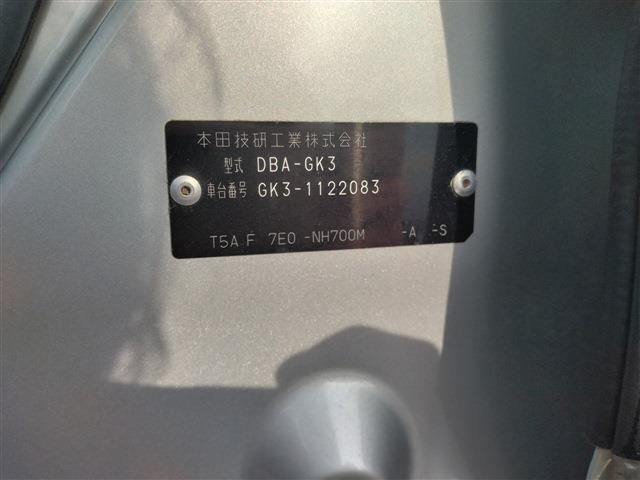 本田技研工業株式会社
型式 DBA-GK3
車台番号 GK3-1122083
T5A F 7E0 -NH700M -A -S